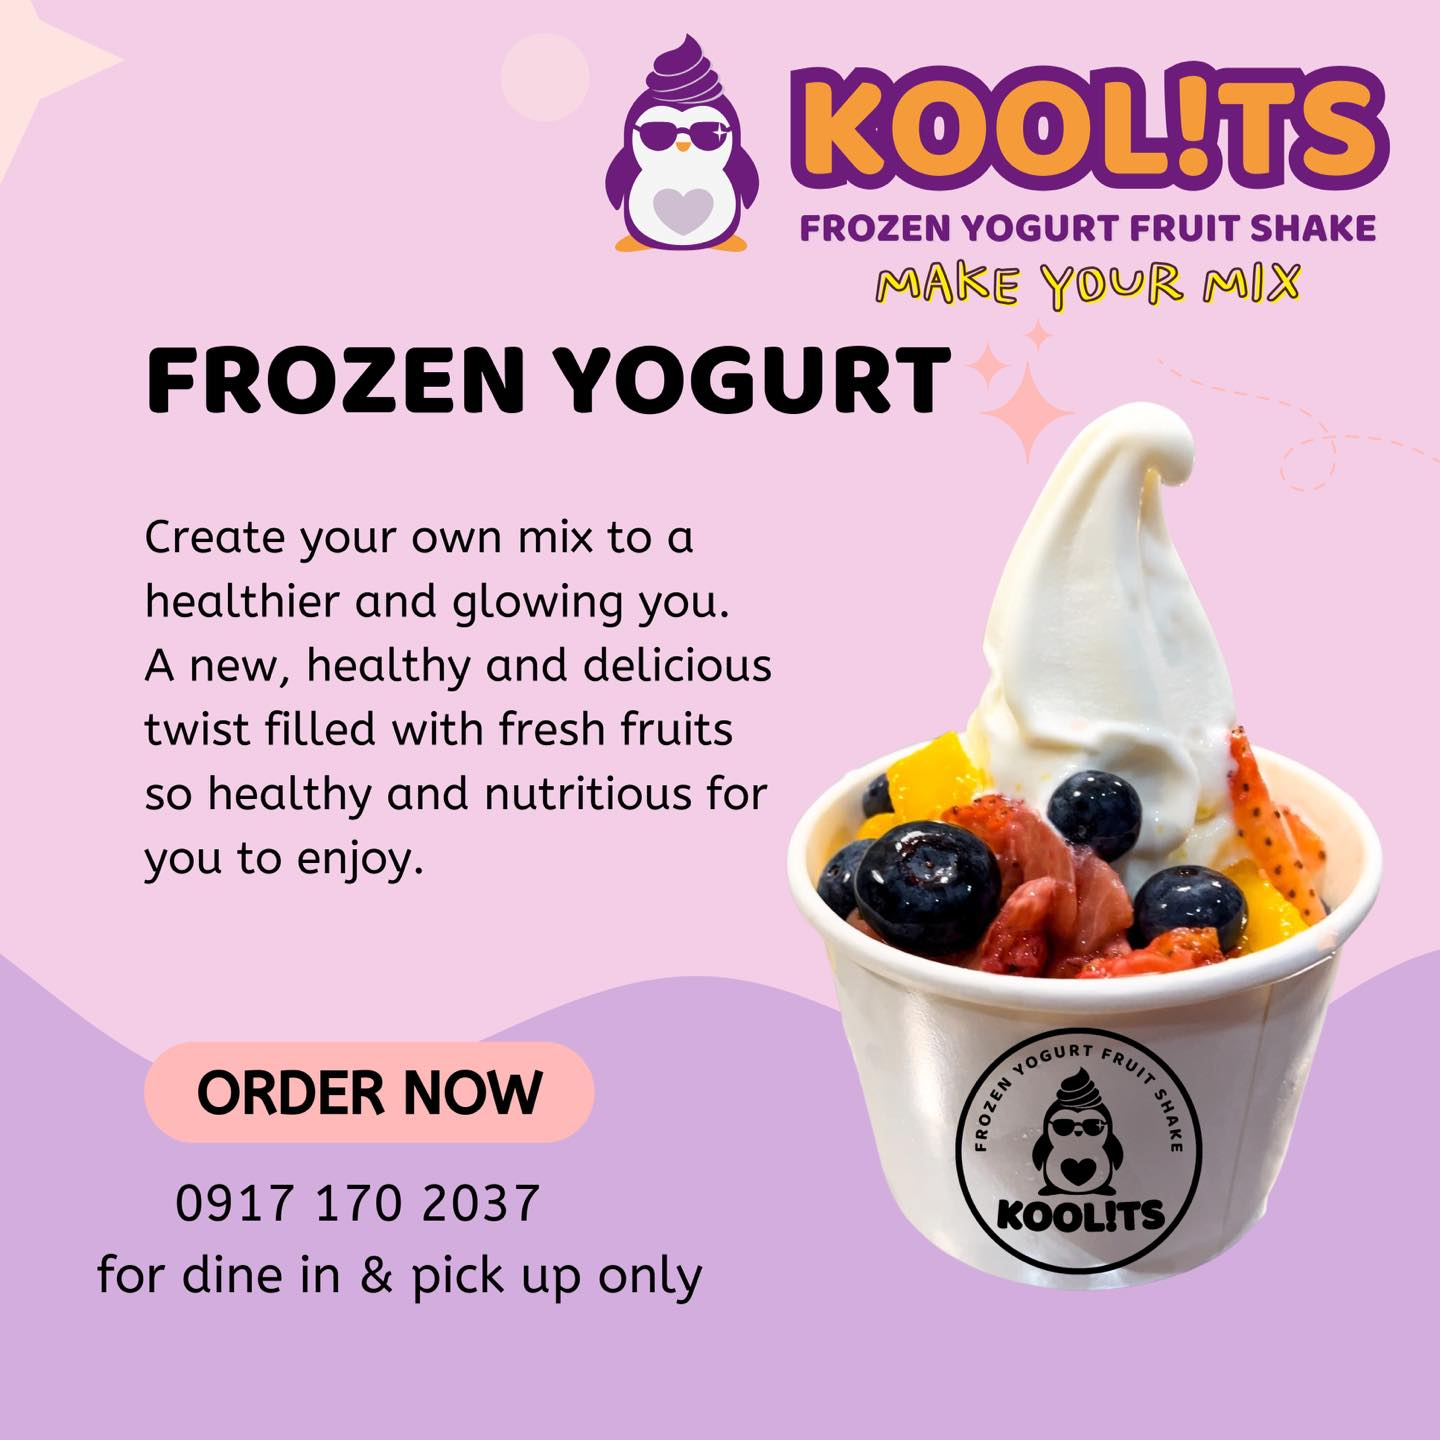 KOOL!TS
FROZEN YOGURT FRUIT SHAKE
MAKE YOUR MIX
FROZEN YOGURT
Create your own mix to a
healthier and glowing you.
A new, healthy and delicious
twist filled with fresh fruits
so healthy and nutritious for
you to enjoy.
ORDER NOW
0917 170 2037
for dine in & pick up only
FROZEN YOGURT FRUIT SHAKE
KOOL!TS